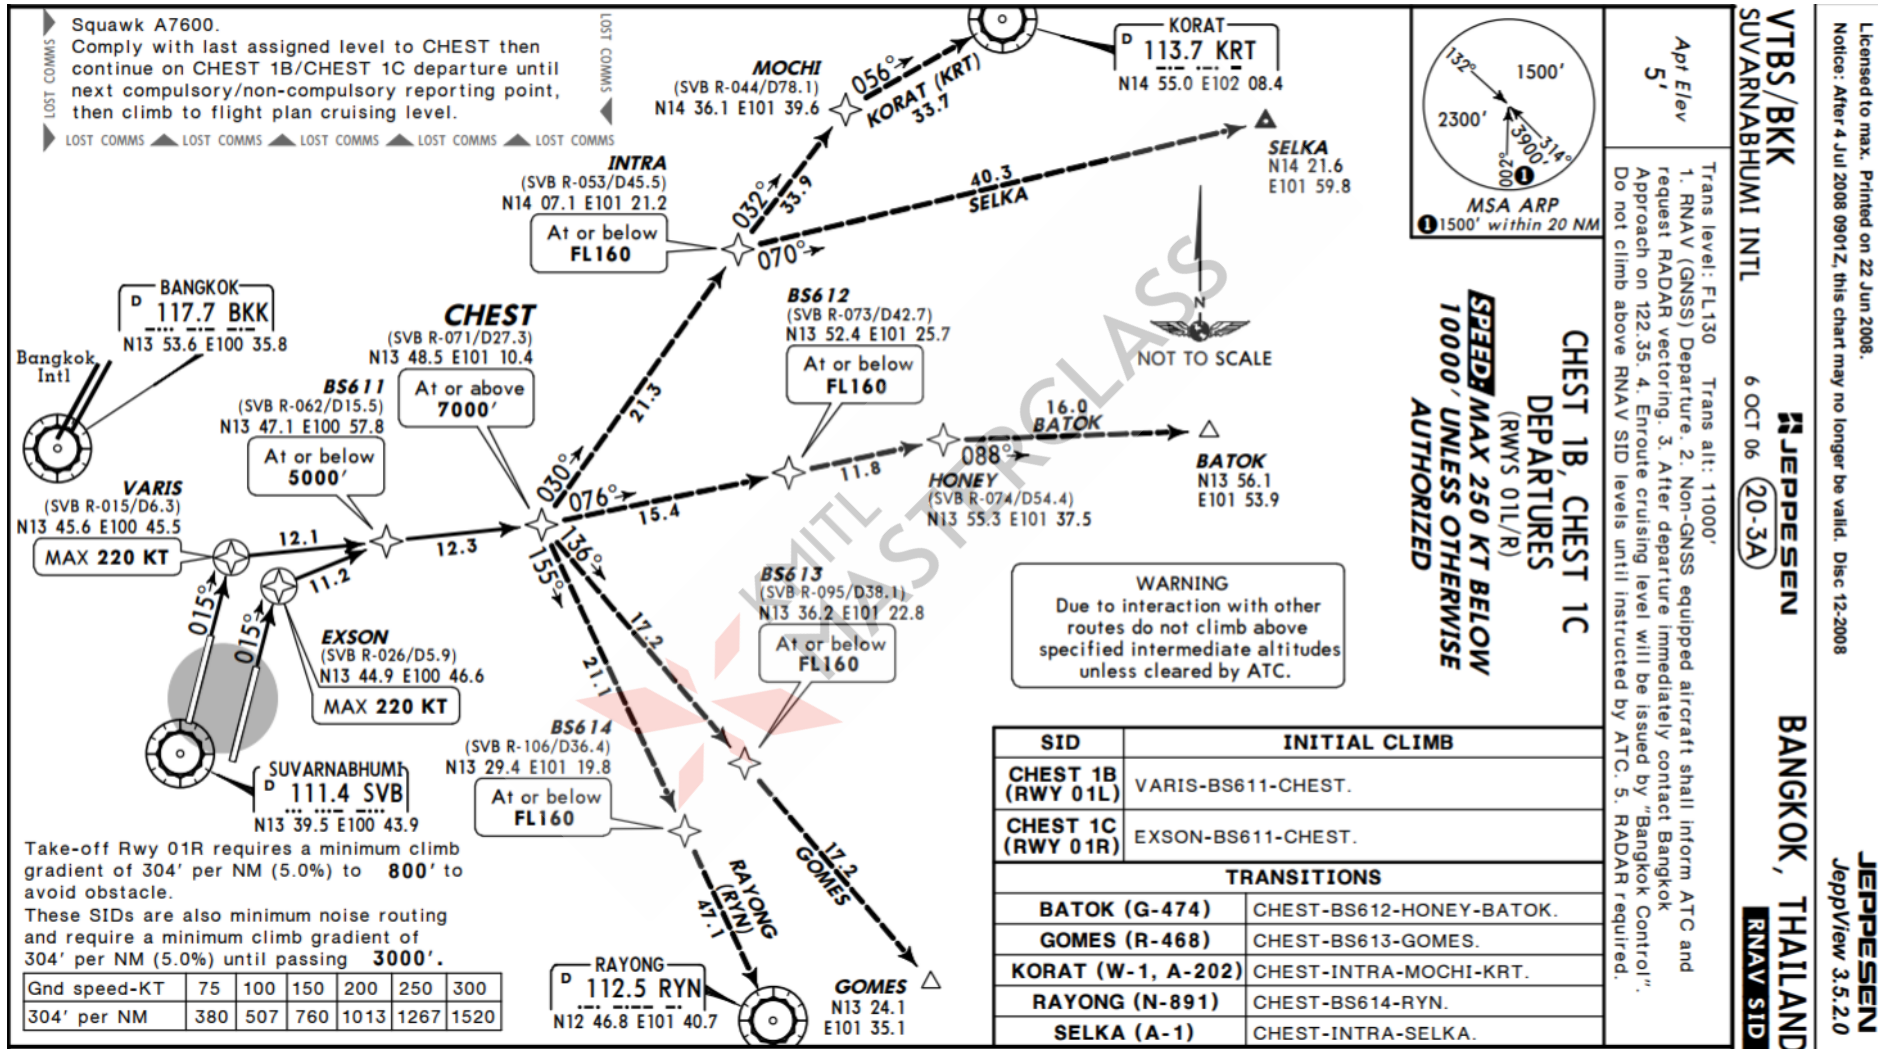 Squawk A7600.
Comply with last assigned level to CHEST then
continue on CHEST 1B/CHEST 1C departure until
next compulsory/non-compulsory reporting point,
then climb to flight plan cruising level.
LOST COMMS
LOST COMMS
LOST COMMS LOST COMMS LOST COMMS LOST COMMS LOST COMMS
MOCHI
(SVB R-044/D78.1)
N14 36.1 E101 39.6
056°
KORAT (KRT)
33.7
KORAT
D 113.7 KRT
N14 55.0 E102 08.4
INTRA
(SVB R-053/D45.5)
N14 07.1 E101 21.2
At or below
FL160
032°
33.9
070°
40.3
SELKA
SELKA
N14 21.6
E101 59.8
BANGKOK
D 117.7 BKK
N13 53.6 E100 35.8
Bangkok
Intl
CHEST
(SVB R-071/D27.3)
N13 48.5 E101 10.4
At or above
7000'
BS611
(SVB R-062/D15.5)
N13 47.1 E100 57.8
At or below
5000'
VARIS
(SVB R-015/D6.3)
N13 45.6 E100 45.5
MAX 220 KT
12.1
11.2
12.3
015°
015°
EXSON
(SVB R-026/D5.9)
N13 44.9 E100 46.6
MAX 220 KT
SUVARNABHUMI
D 111.4 SVB
N13 39.5 E100 43.9
030°
21.3
076°
15.4
BS612
(SVB R-073/D42.7)
N13 52.4 E101 25.7
At or below
FL160
11.8
HONEY
(SVB R-074/D54.4)
N13 55.3 E101 37.5
16.0
BATOK
088°
BATOK
N13 56.1
E101 53.9
N
NOT TO SCALE
136°
155°
17.2
21.1
BS613
(SVB R-095/D38.1)
N13 36.2 E101 22.8
At or below
FL160
BS614
(SVB R-106/D36.4)
N13 29.4 E101 19.8
At or below
FL160
17.2
GOMES
RAYONG
(RYN)
47.1
RAYONG
D 112.5 RYN
N12 46.8 E101 40.7
GOMES
N13 24.1
E101 35.1
KMITL
MASTERCLASS
Take-off Rwy 01R requires a minimum climb
gradient of 304' per NM (5.0%) to 800' to
avoid obstacle.
These SIDs are also minimum noise routing
and require a minimum climb gradient of
304' per NM (5.0%) until passing 3000'.
Gnd speed-KT 75 100 150 200 250 300
304' per NM 380 507 760 1013 1267 1520
WARNING
Due to interaction with other
routes do not climb above
specified intermediate altitudes
unless cleared by ATC.
SID INITIAL CLIMB
CHEST 1B
(RWY 01L) VARIS-BS611-CHEST.
CHEST 1C
(RWY 01R) EXSON-BS611-CHEST.
TRANSITIONS
BATOK (G-474) CHEST-BS612-HONEY-BATOK.
GOMES (R-468) CHEST-BS613-GOMES.
KORAT (W-1, A-202) CHEST-INTRA-MOCHI-KRT.
RAYONG (N-891) CHEST-BS614-RYN.
SELKA (A-1) CHEST-INTRA-SELKA.
132°
1500'
2300'
3900'
314°
002°
1
MSA ARP
1 1500' within 20 NM
CHEST 1B, CHEST 1C
DEPARTURES
(RWYS 01L/R)
SPEED: MAX 250 KT BELOW
10000' UNLESS OTHERWISE
AUTHORIZED
Apt Elev
5'
Trans level: FL130 Trans alt: 11000'
1. RNAV (GNSS) Departure. 2. Non-GNSS equipped aircraft shall inform ATC and
request RADAR vectoring. 3. After departure immediately contact Bangkok
Approach on 122.35. 4. Enroute cruising level will be issued by "Bangkok Control".
Do not climb above RNAV SID levels until instructed by ATC. 5. RADAR required.
VTBS/BKK
SUVARNABHUMI INTL
6 OCT 06 20-3A
JEPPESEN
BANGKOK, THAILAND
RNAV SID
Licensed to max. Printed on 22 Jun 2008.
Notice: After 4 Jul 2008 0901Z, this chart may no longer be valid. Disc 12-2008
JEPPESEN
JeppView 3.5.2.0